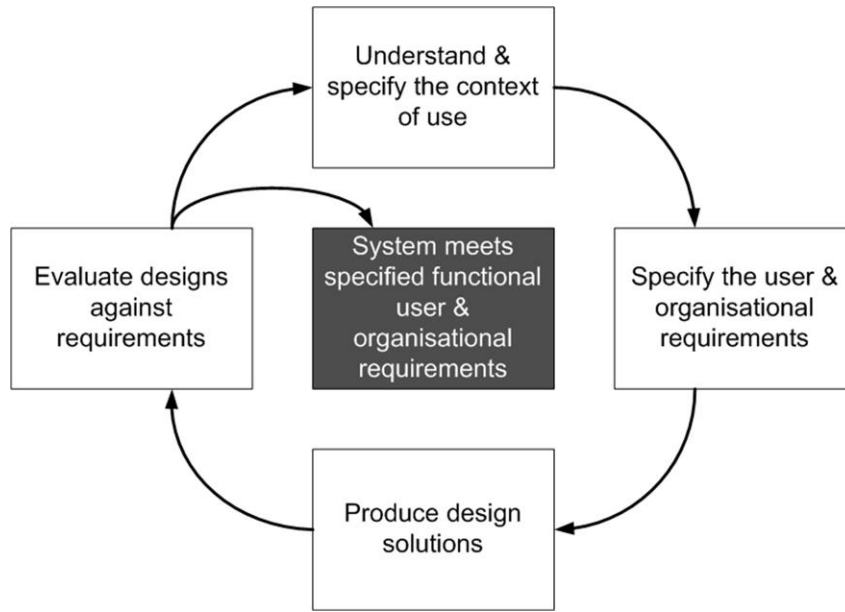 Understand &
specify the context
of use
Evaluate designs
against
requirements
System meets
specified functional
user &
organisational
requirements
Specify the user &
organisational
requirements
Produce design
solutions